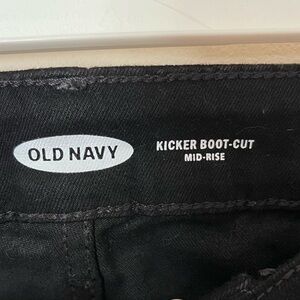 OLD NAVY
KICKER BOOT-CUT
MID-RISE